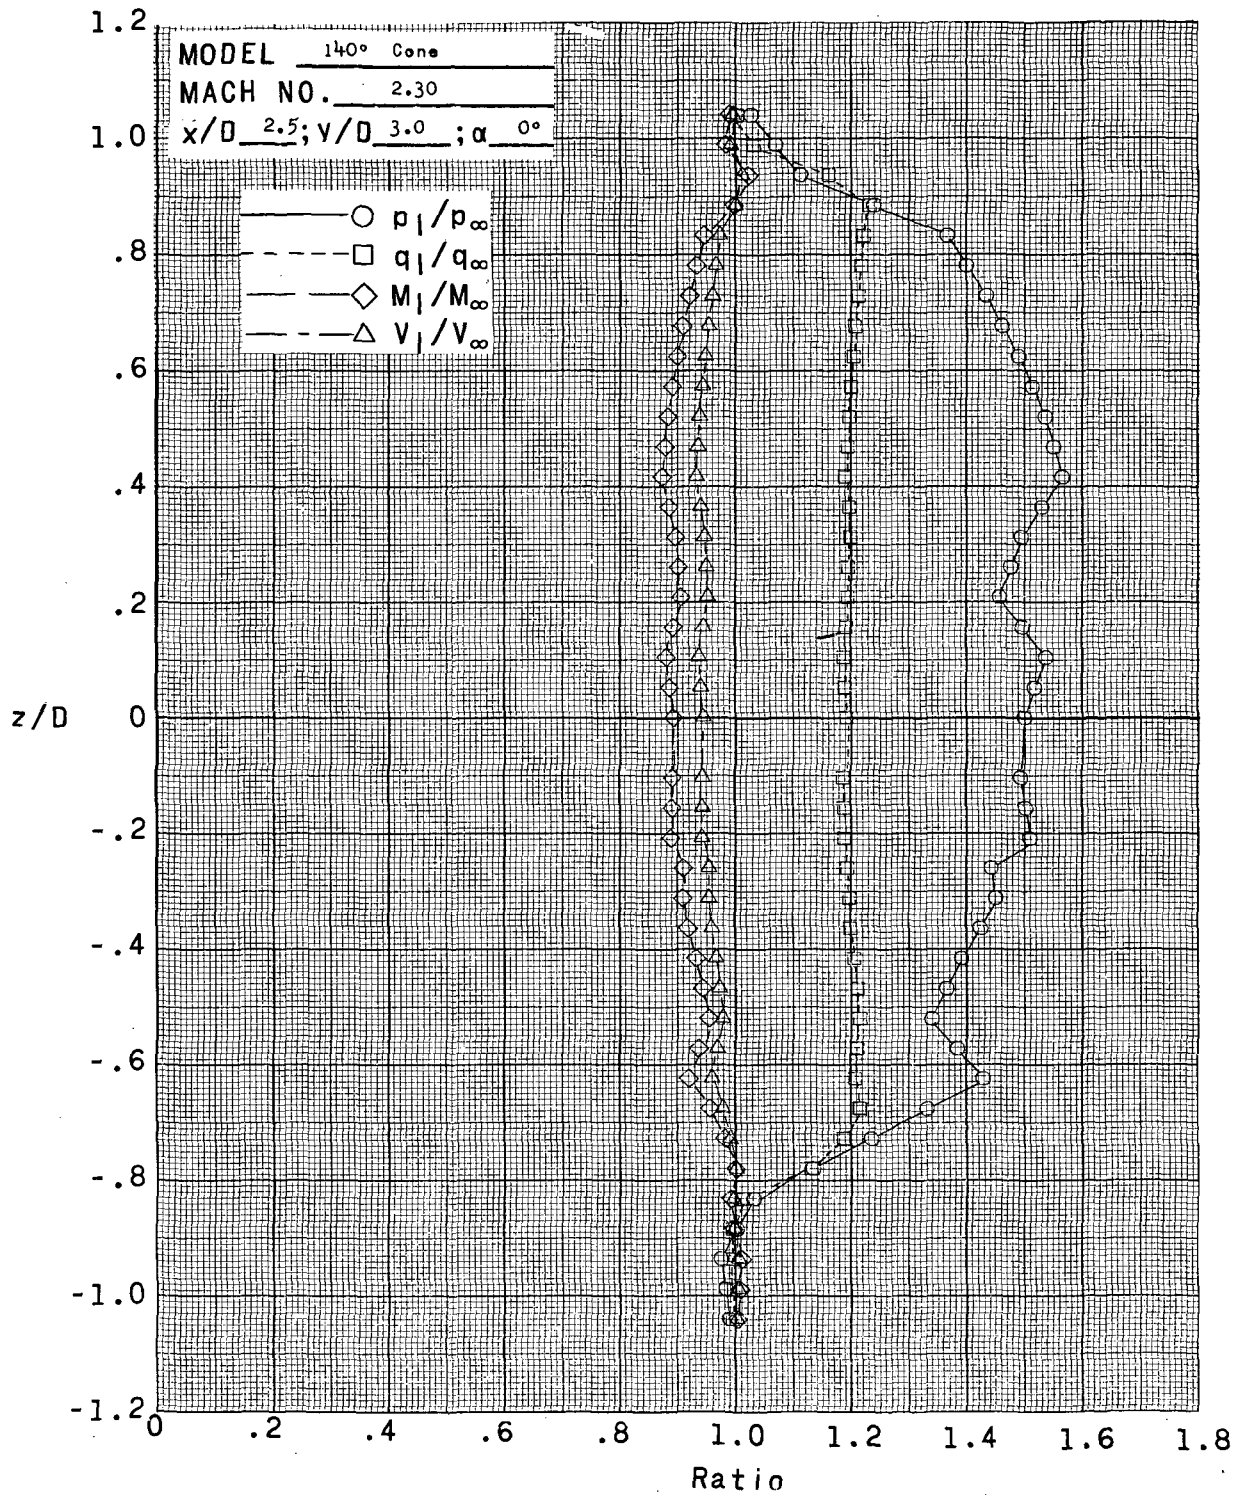 MODEL 140° Cone
MACH NO. 2.30
x/D 2.5; y/D 3.0; α 0°
p₁/p∞
q₁/q∞
M₁/M∞
V₁/V∞
1.2
1.0
.8
.6
.4
.2
0
-.2
-.4
-.6
-.8
-1.0
-1.2
z/D
0 .2 .4 .6 .8 1.0 1.2 1.4 1.6 1.8
Ratio